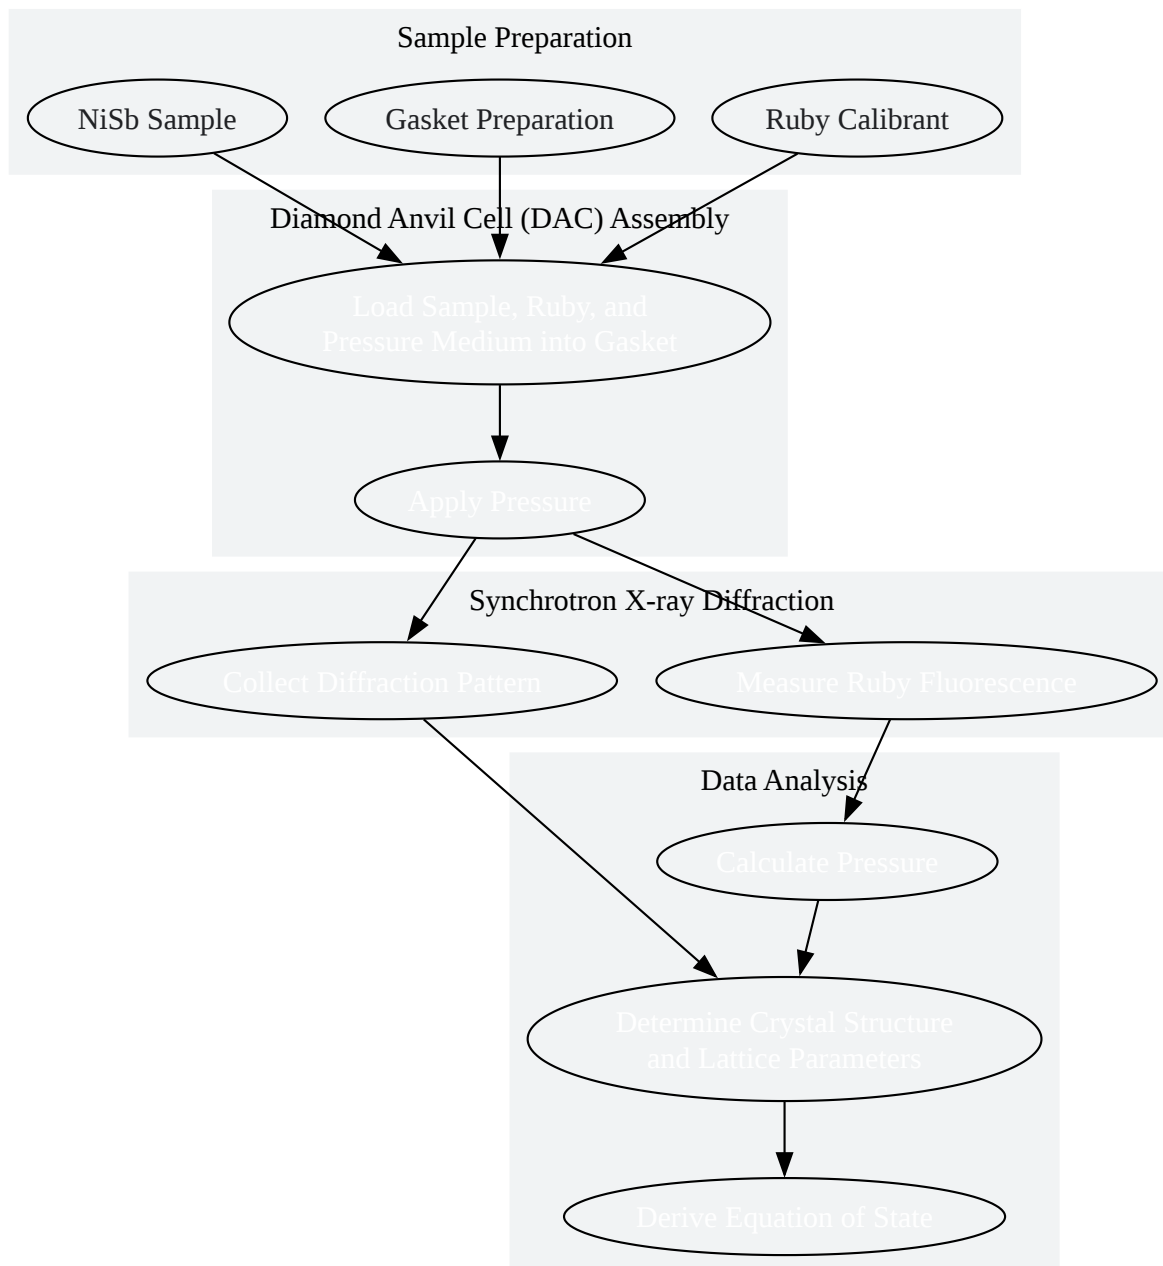 Sample Preparation
NiSb Sample
Gasket Preparation
Ruby Calibrant
Diamond Anvil Cell (DAC) Assembly
Load Sample, Ruby, and
Pressure Medium into Gasket
Apply Pressure
Synchrotron X-ray Diffraction
Collect Diffraction Pattern
Measure Ruby Fluorescence
Data Analysis
Calculate Pressure
Determine Crystal Structure
and Lattice Parameters
Derive Equation of State